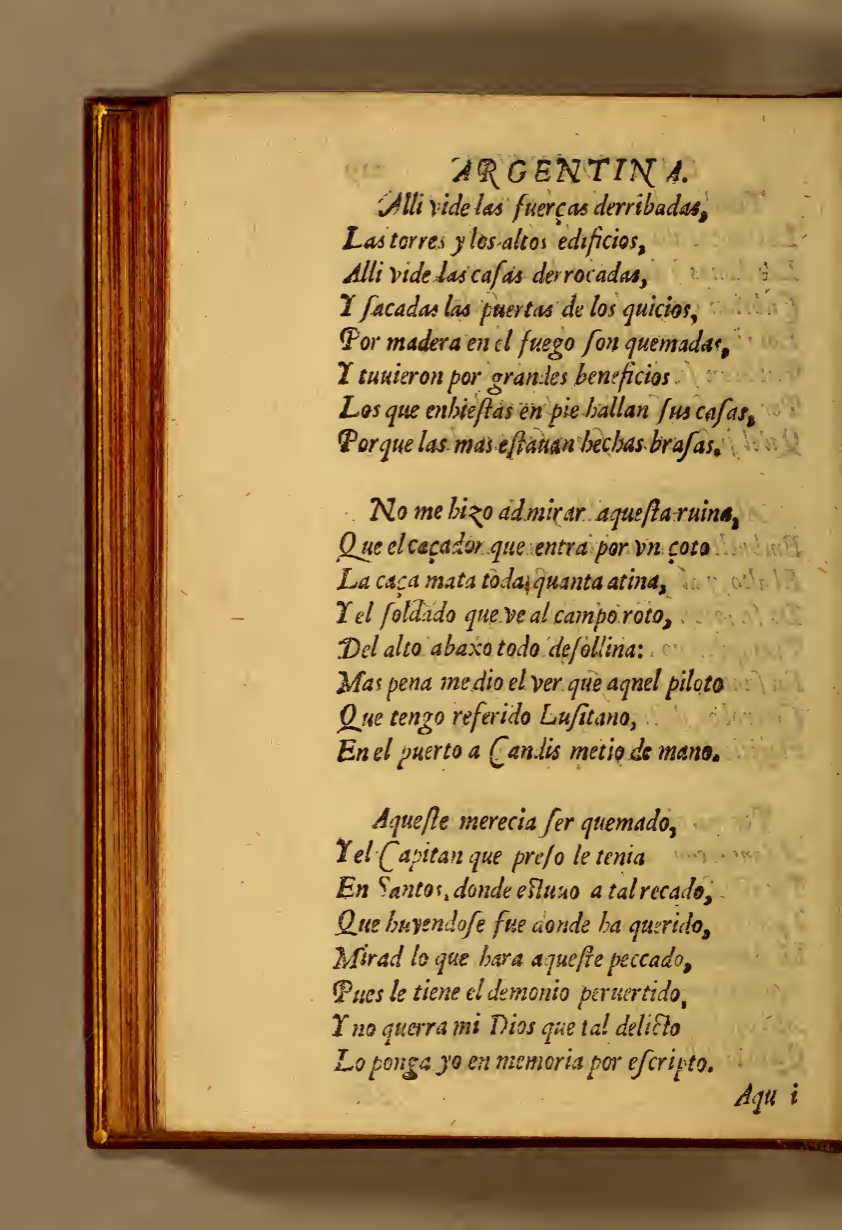 ARGENTINA.
Alli vide las fuerças derribadas,
Las torres y los altos edificios,
Alli vide las caſas derrocadas,
Y ſacadas las puertas de los quicios,
Por madera en el fuego ſon quemadas,
Y tuuieron por grandes beneficios
Los que enhieſtas en pie hallan ſus caſas,
Porque las mas eſtauan hechas braſas.
No me hizo admirar aqueſta ruina,
Que el caçador que entra por vn çoto
La caça mata toda, quanta atina,
Y el ſoldado que ve al campo roto,
Del alto abaxo todo deſollina:
Mas pena me dio el ver que aqnel piloto
Que tengo referido Luſitano,
En el puerto a Candis metio de mano.
Aqueſte merecia ſer quemado,
Y el Capitan que preſo le tenia
En Santos, donde eſtuuo a tal recado,
Que huyendoſe fue donde ha querido,
Mirad lo que hara aqueſte peccado,
Pues le tiene el demonio peruertido,
Y no querra mi Dios que tal delicto
Lo ponga yo en memoria por eſcripto.
Aqu i